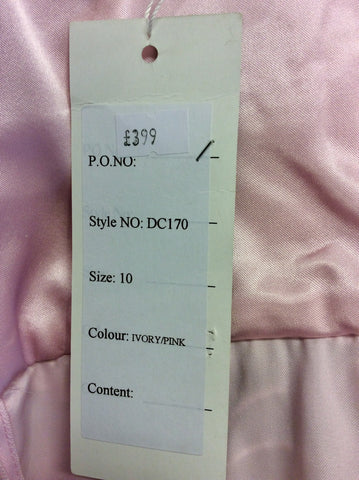 £399
P.O.NO:
Style NO: DC170
Size: 10
Colour: IVORY/PINK
Content: